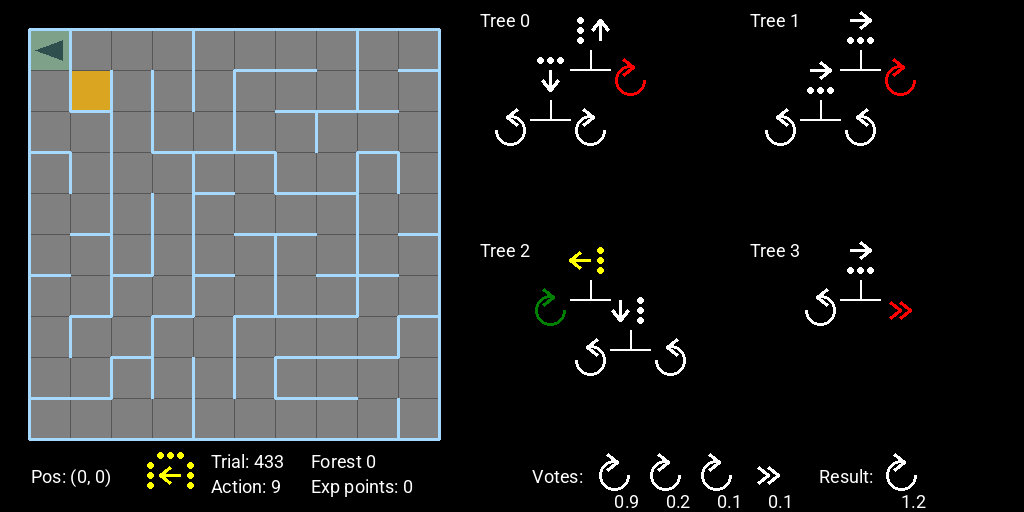 Tree 0
Tree 1
Tree 2
Tree 3
Pos: (0, 0)
Trial: 433
Forest 0
Action: 9
Exp points: 0
Votes:
0.9
0.2
0.1
0.1
Result:
1.2